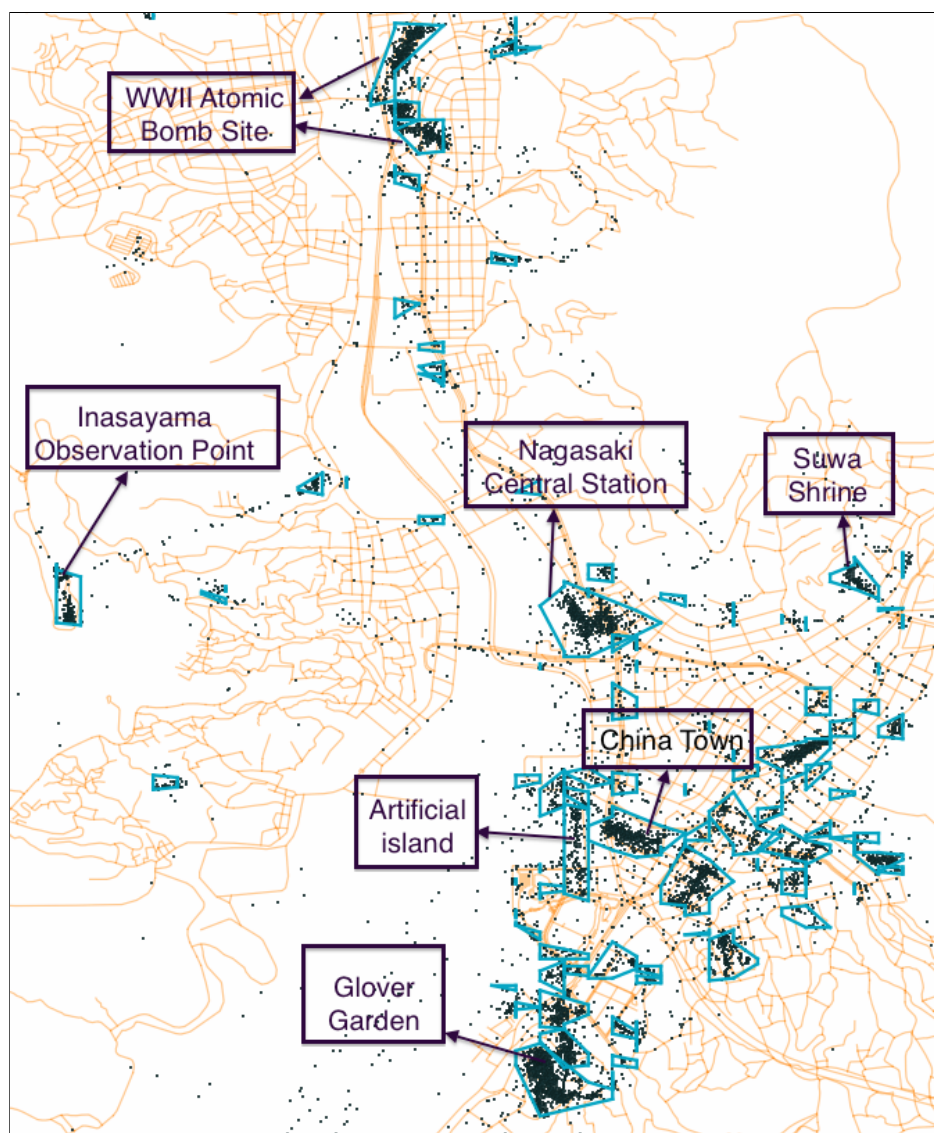 WWII Atomic
Bomb Site
Inasayama
Observation Point
Nagasaki
Central Station
Suwa
Shrine
China Town
Artificial
island
Glover
Garden